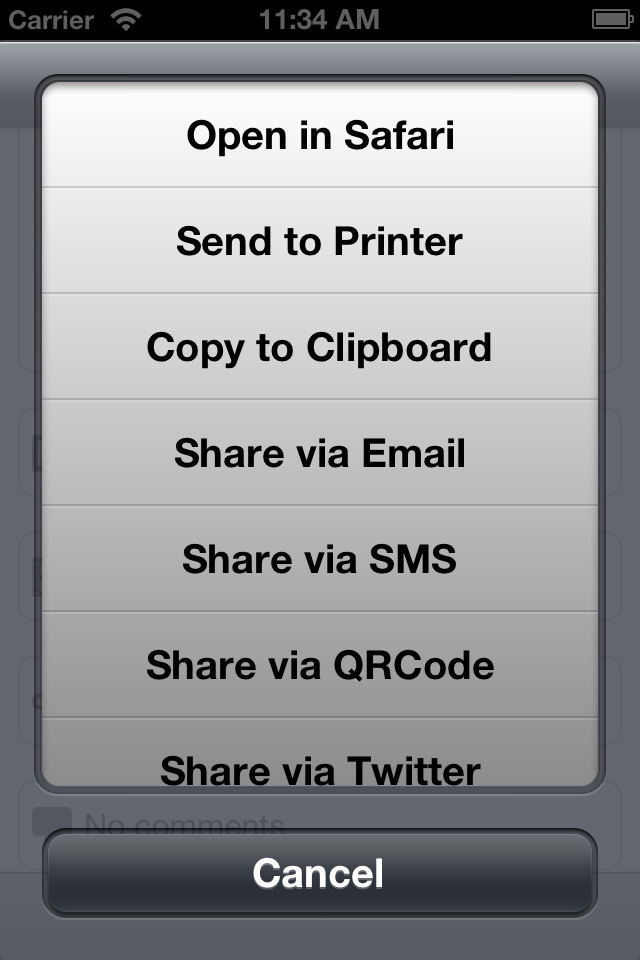 Carrier 11:34 AM
Open in Safari
Send to Printer
Copy to Clipboard
Share via Email
Share via SMS
Share via QRCode
Share via Twitter
No comments
Cancel